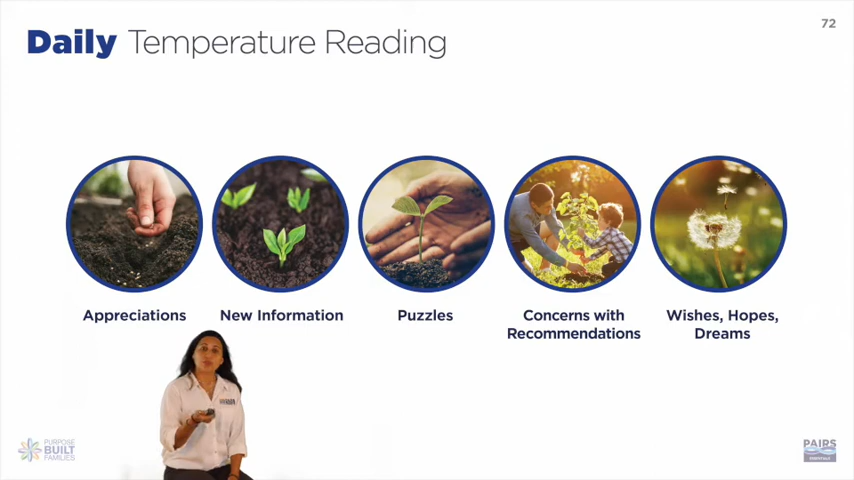 72
Daily Temperature Reading
Appreciations
New Information
Puzzles
Concerns with
Recommendations
Wishes, Hopes,
Dreams
PURPOSE
BUILT
FAMILIES
PAIRS